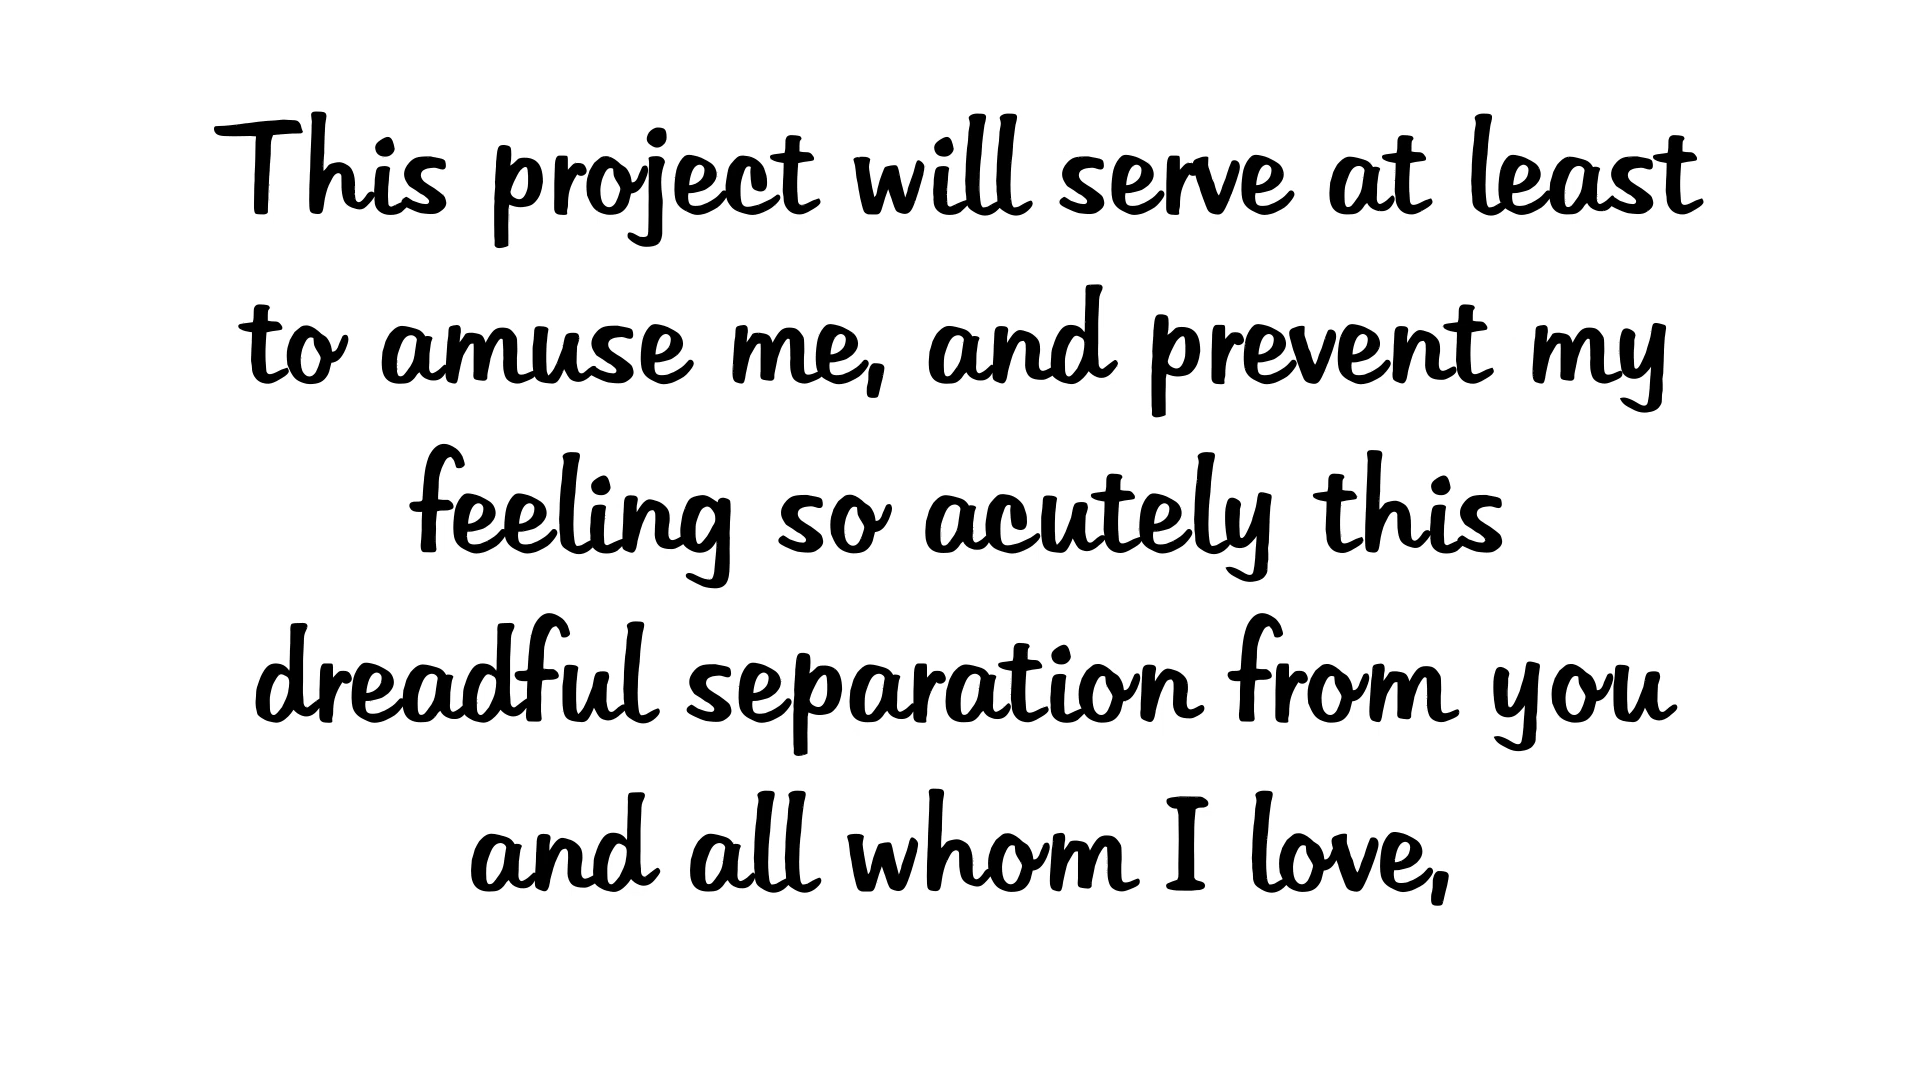 This project will serve at least
to amuse me, and prevent my
feeling so acutely this
dreadful separation from you
and all whom I love,